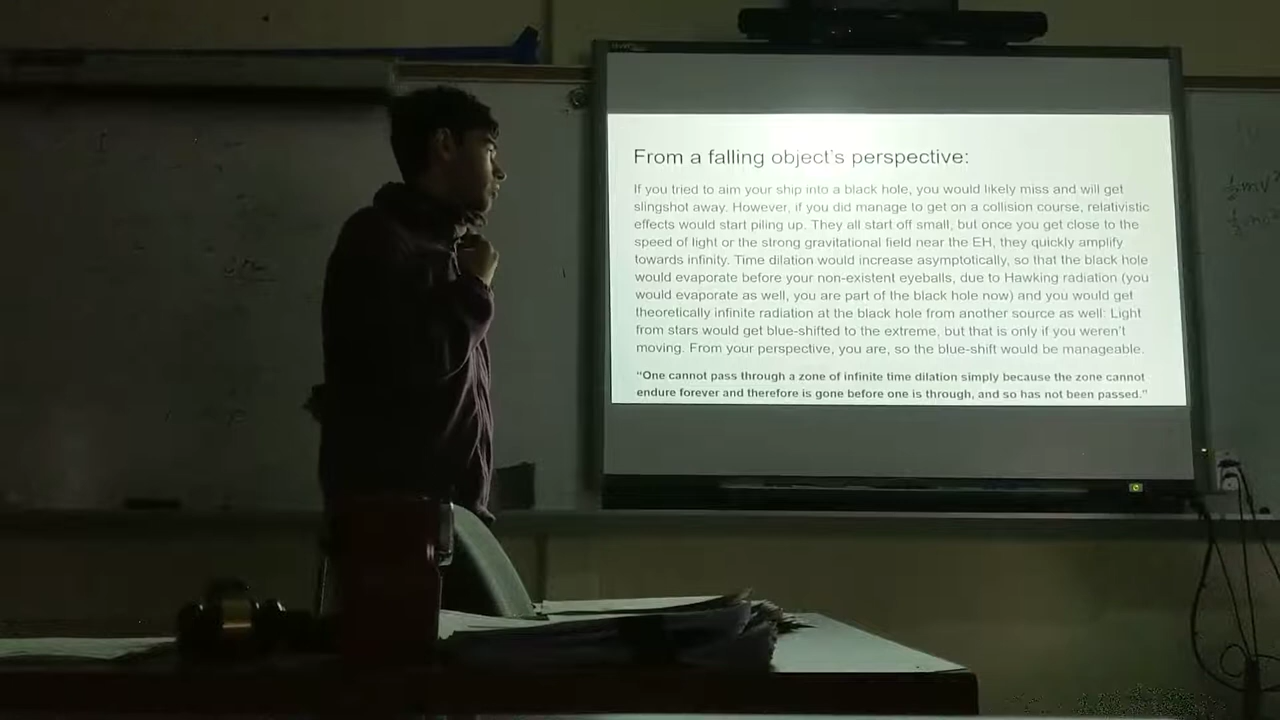 From a falling object's perspective:
If you tried to aim your ship into a black hole, you would likely miss and will get
slingshot away. However, if you did manage to get on a collision course, relativistic
effects would start piling up. They all start off small, but once you get close to the
speed of light or the strong gravitational field near the EH, they quickly amplify
towards infinity. Time dilation would increase asymptotically, so that the black hole
would evaporate before your non-existent eyeballs, due to Hawking radiation (you
would evaporate as well, you are part of the black hole now) and you would get
theoretically infinite radiation at the black hole from another source as well: Light
from stars would get blue-shifted to the extreme, but that is only if you weren't
moving. From your perspective, you are, so the blue-shift would be manageable.
"One cannot pass through a zone of infinite time dilation simply because the zone cannot
endure forever and therefore is gone before one is through, and so has not been passed."